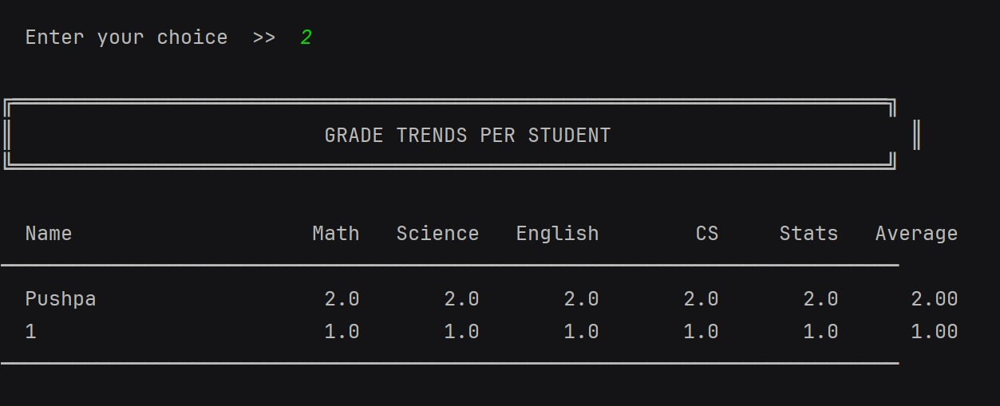 Enter your choice  >>  2
GRADE TRENDS PER STUDENT
Name Math Science English CS Stats Average
Pushpa 2.0 2.0 2.0 2.0 2.0 2.00
1 1.0 1.0 1.0 1.0 1.0 1.00